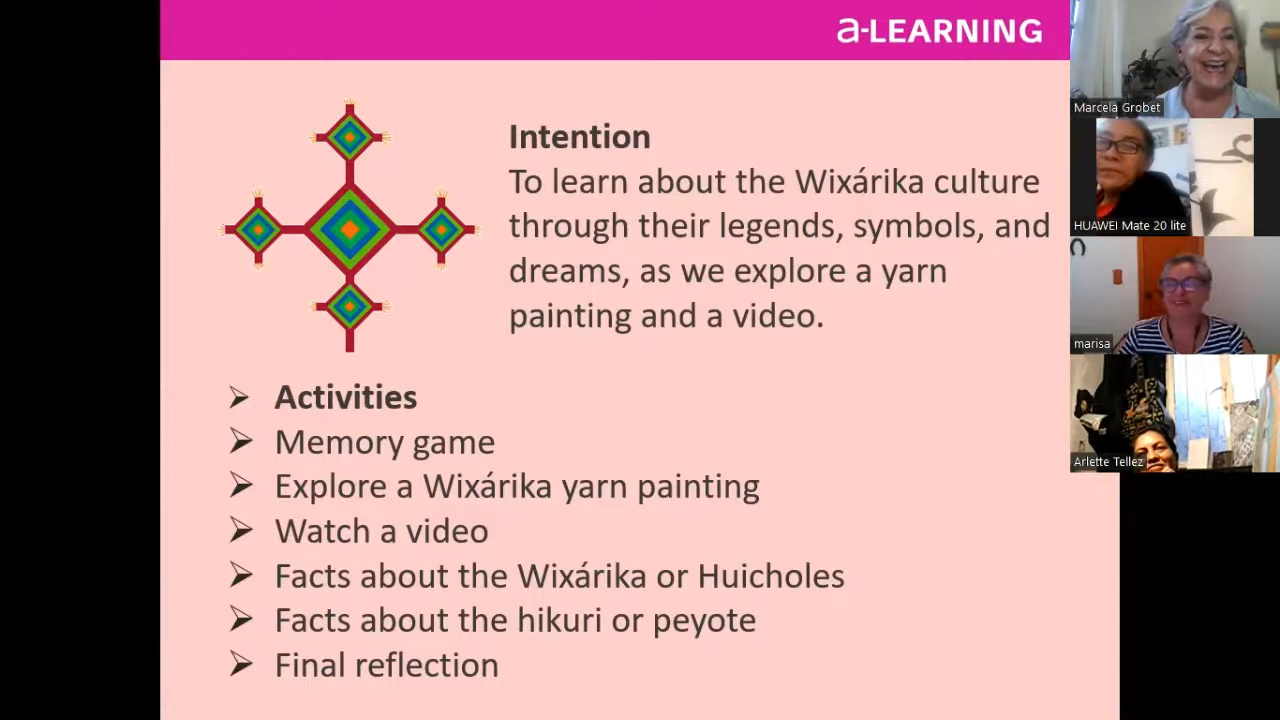 a-LEARNING
Intention
To learn about the Wixárika culture
through their legends, symbols, and
dreams, as we explore a yarn
painting and a video.
Activities
Memory game
Explore a Wixárika yarn painting
Watch a video
Facts about the Wixárika or Huicholes
Facts about the hikuri or peyote
Final reflection
Marcela Grobet
HUAWEI Mate 20 lite
marisa
Arlette Tellez